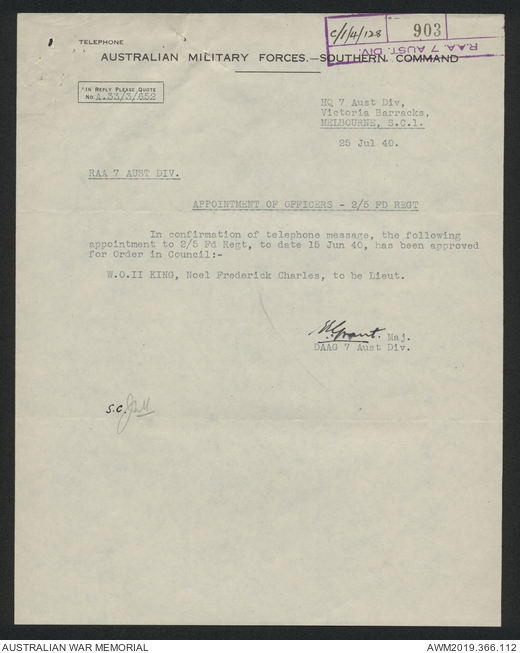 TELEPHONE
C/1/4/128 903
R.A.A. 7 AUST. DIV.
AUSTRALIAN MILITARY FORCES.—SOUTHERN COMMAND
"IN REPLY PLEASE QUOTE
No. A.33/3/652
HQ 7 Aust Div,
Victoria Barracks,
MELBOURNE, S.C.1.
25 Jul 40.
RAA 7 AUST DIV.
APPOINTMENT OF OFFICERS - 2/5 FD REGT
In confirmation of telephone message, the following
appointment to 2/5 Fd Regt, to date 15 Jun 40, has been approved
for Order in Council:-
W.O.II KING, Noel Frederick Charles, to be Lieut.
Grant. Maj.
DAAG 7 Aust Div.
S.C.
AUSTRALIAN WAR MEMORIAL
AWM2019.366.112